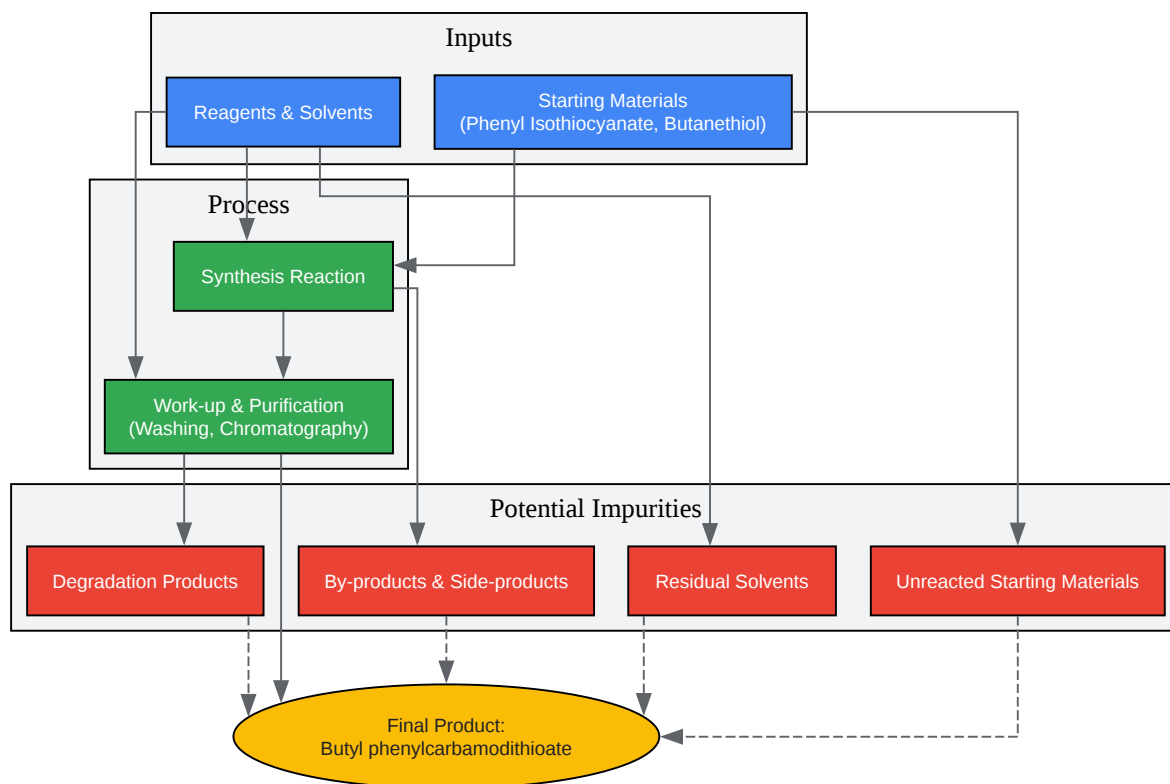 Inputs
Reagents & Solvents
Starting Materials
(Phenyl Isothiocyanate, Butanethiol)
Process
Synthesis Reaction
Work-up & Purification
(Washing, Chromatography)
Potential Impurities
Degradation Products
By-products & Side-products
Residual Solvents
Unreacted Starting Materials
Final Product:
Butyl phenylcarbamodithioate